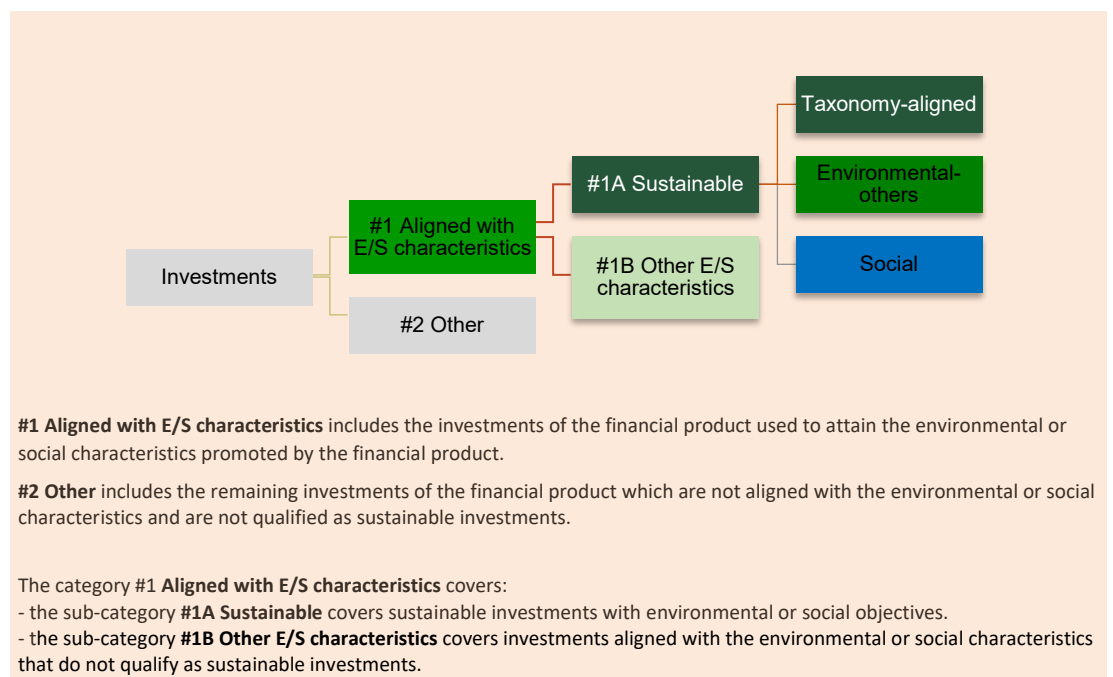 Taxonomy-aligned
#1A Sustainable
Environmental-
others
#1 Aligned with
E/S characteristics
Investments
#1B Other E/S
characteristics
Social
#2 Other
#1 Aligned with E/S characteristics includes the investments of the financial product used to attain the environmental or
social characteristics promoted by the financial product.
#2 Other includes the remaining investments of the financial product which are not aligned with the environmental or social
characteristics and are not qualified as sustainable investments.
The category #1 Aligned with E/S characteristics covers:
- the sub-category #1A Sustainable covers sustainable investments with environmental or social objectives.
- the sub-category #1B Other E/S characteristics covers investments aligned with the environmental or social characteristics
that do not qualify as sustainable investments.